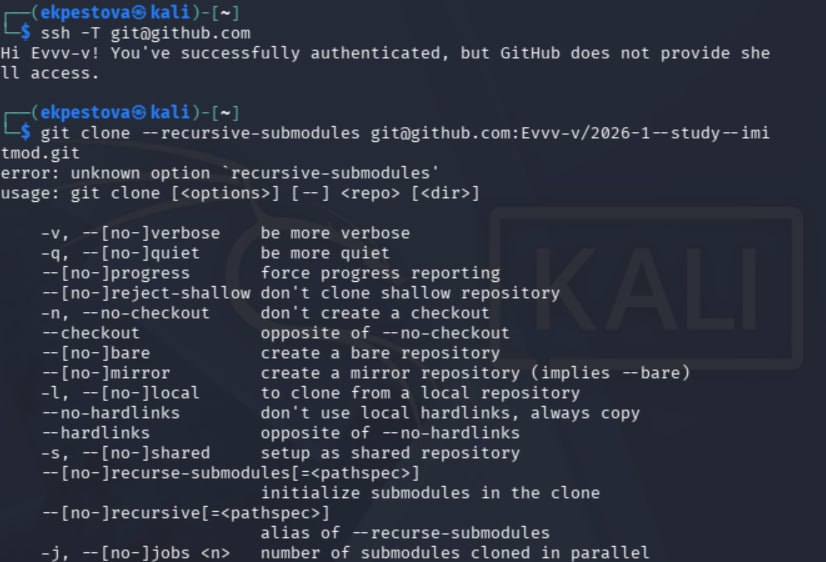 ┌──(ekpestova㉿kali)-[~]
└─$ ssh -T git@github.com
Hi Evvv-v! You've successfully authenticated, but GitHub does not provide she
ll access.
┌──(ekpestova㉿kali)-[~]
└─$ git clone --recursive-submodules git@github.com:Evvv-v/2026-1--study--imi
tmod.git
error: unknown option `recursive-submodules'
usage: git clone [<options>] [--] <repo> [<dir>]
    -v, --[no-]verbose    be more verbose
    -q, --[no-]quiet      be more quiet
    --[no-]progress       force progress reporting
    --[no-]reject-shallow don't clone shallow repository
    -n, --no-checkout     don't create a checkout
    --checkout            opposite of --no-checkout
    --[no-]bare           create a bare repository
    --[no-]mirror         create a mirror repository (implies --bare)
    -l, --[no-]local      to clone from a local repository
    --no-hardlinks        don't use local hardlinks, always copy
    --hardlinks           opposite of --no-hardlinks
    -s, --[no-]shared     setup as shared repository
    --[no-]recurse-submodules[=<pathspec>]
                          initialize submodules in the clone
    --[no-]recursive[=<pathspec>]
                          alias of --recurse-submodules
    -j, --[no-]jobs <n>   number of submodules cloned in parallel
KALI